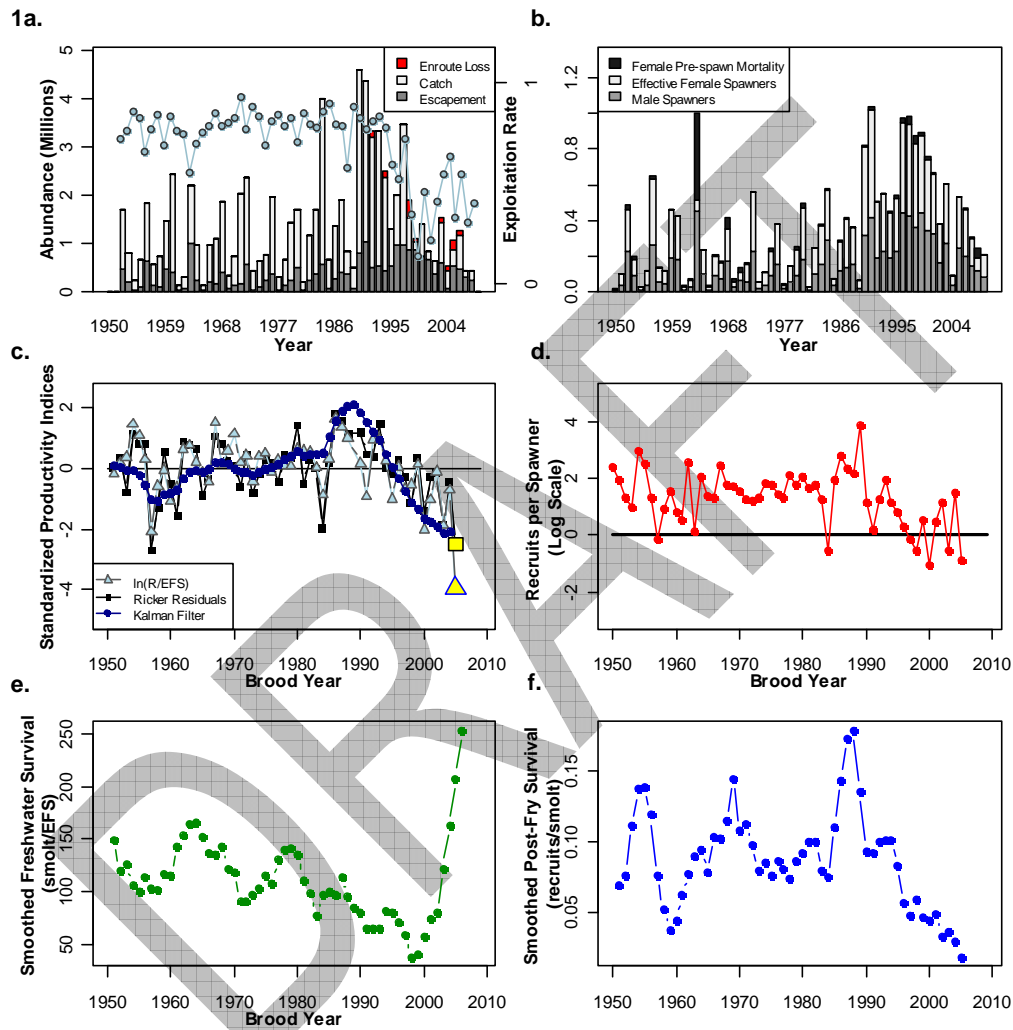 1a.
5
4
3
2
1
0
Abundance (Millions)
Enroute Loss
Catch
Escapement
1
0
Exploitation Rate
1950 1959 1968 1977 1986 1995 2004
Year
b.
1.2
0.8
0.4
0.0
Female Pre-spawn Mortality
Effective Female Spawners
Male Spawners
1950 1959 1968 1977 1986 1995 2004
Year
c.
2
0
-2
-4
Standardized Productivity Indices
ln(R/EFS)
Ricker Residuals
Kalman Filter
1950 1960 1970 1980 1990 2000 2010
Brood Year
d.
4
2
0
-2
Recruits per Spawner
(Log Scale)
1950 1960 1970 1980 1990 2000 2010
Brood Year
e.
250
200
150
100
50
Smoothed Freshwater Survival
(smolt/EFS)
1950 1960 1970 1980 1990 2000 2010
Brood Year
f.
0.15
0.10
0.05
Smoothed Post-Fry Survival
(recruits/smolt)
1950 1960 1970 1980 1990 2000 2010
Brood Year
DRAFT